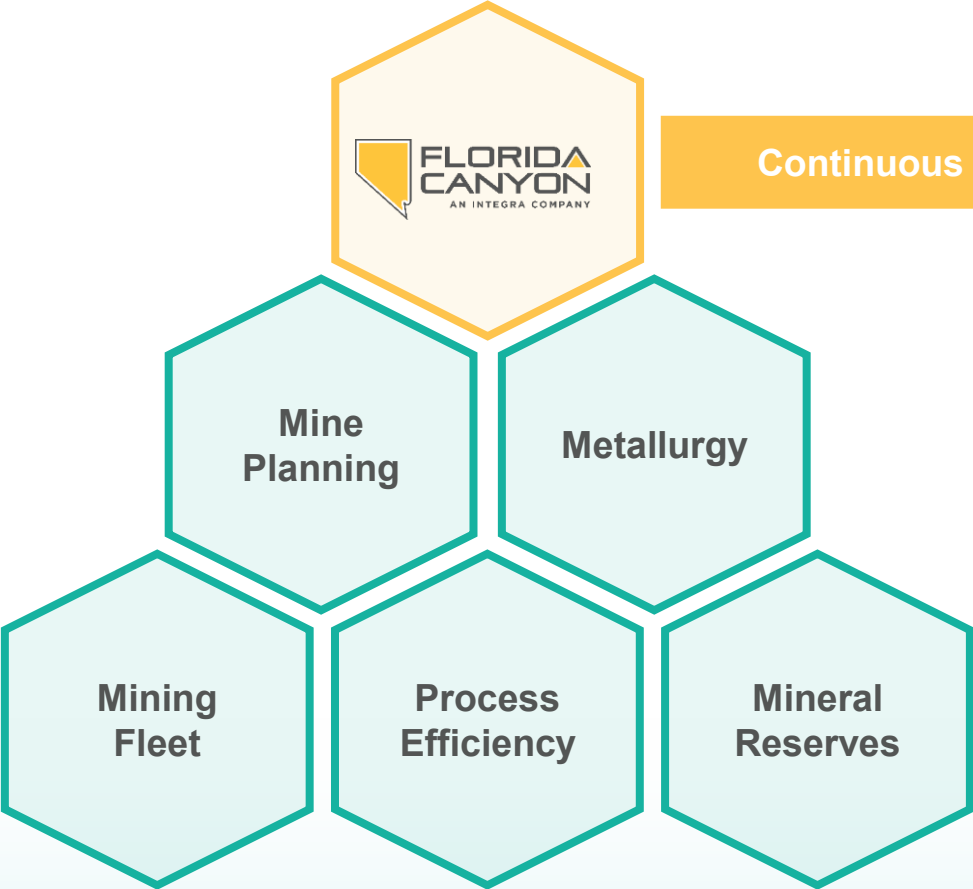 FLORIDA
CANYON
AN INTEGRA COMPANY
Continuous
Mine
Planning
Metallurgy
Mining
Fleet
Process
Efficiency
Mineral
Reserves